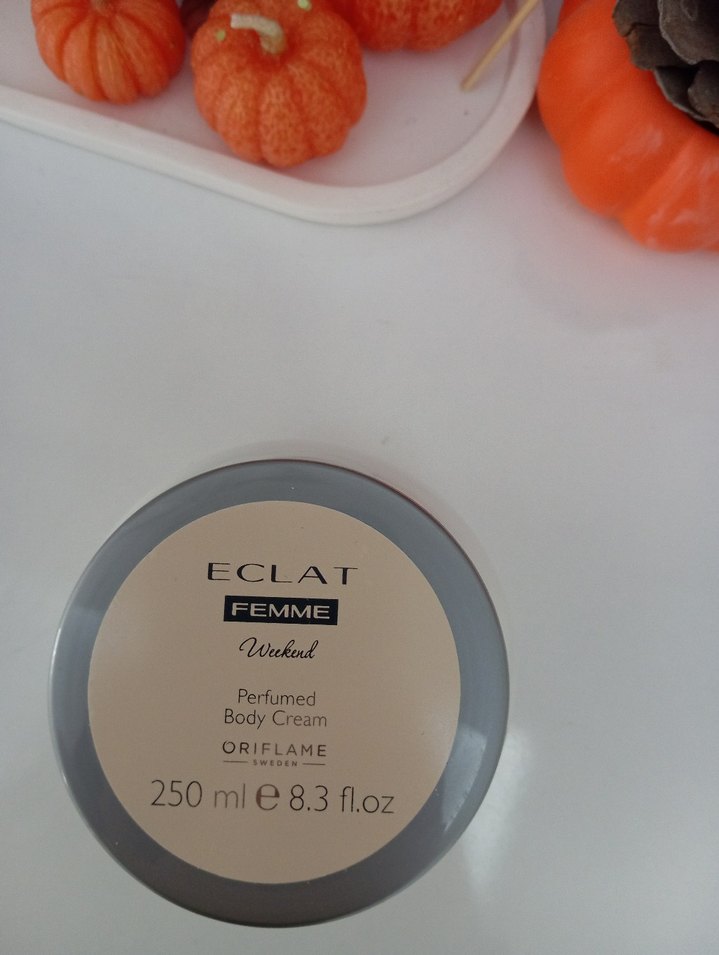 ECLAT
FEMME
Weekend
Perfumed
Body Cream
ORIFLAME
SWEDEN
250 ml e 8.3 fl.oz